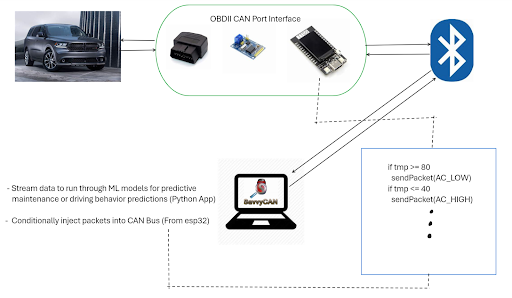 OBDII CAN Port Interface
if tmp >= 80
sendPacket(AC_LOW)
if tmp <= 40
sendPacket(AC_HIGH)
- Stream data to run through ML models for predictive
maintenance or driving behavior predictions (Python App)
- Conditionally inject packets into CAN Bus (From esp32)
SavvyCAN